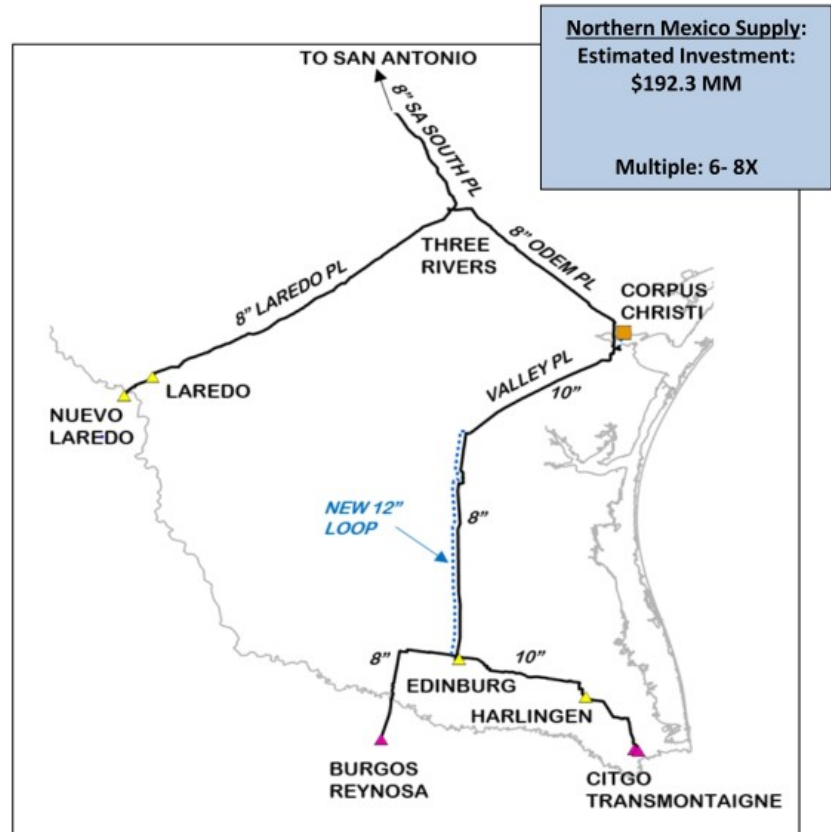 Northern Mexico Supply:
Estimated Investment:
$192.3 MM
Multiple: 6- 8X
TO SAN ANTONIO
8” SA SOUTH PL
THREE
RIVERS
8” ODEM PL
8” LAREDO PL
CORPUS
CHRISTI
VALLEY PL
10”
LAREDO
NUEVO
LAREDO
NEW 12”
LOOP
8”
8”
10”
EDINBURG
HARLINGEN
BURGOS
REYNOSA
CITGO
TRANSMONTAIGNE